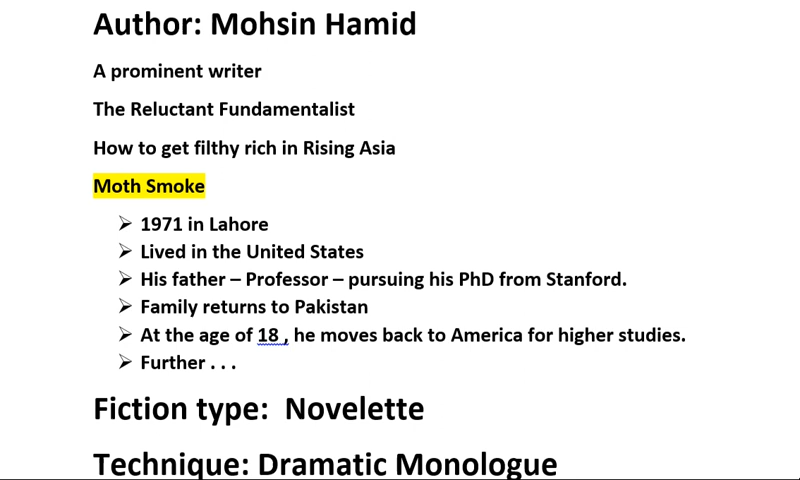 Author: Mohsin Hamid
A prominent writer
The Reluctant Fundamentalist
How to get filthy rich in Rising Asia
Moth Smoke
➢ 1971 in Lahore
➢ Lived in the United States
➢ His father – Professor – pursuing his PhD from Stanford.
➢ Family returns to Pakistan
➢ At the age of 18 , he moves back to America for higher studies.
➢ Further . . .
Fiction type:  Novelette
Technique: Dramatic Monologue